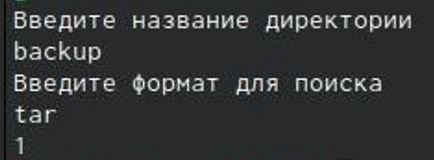 Введите название директории
backup
Введите формат для поиска
tar
1